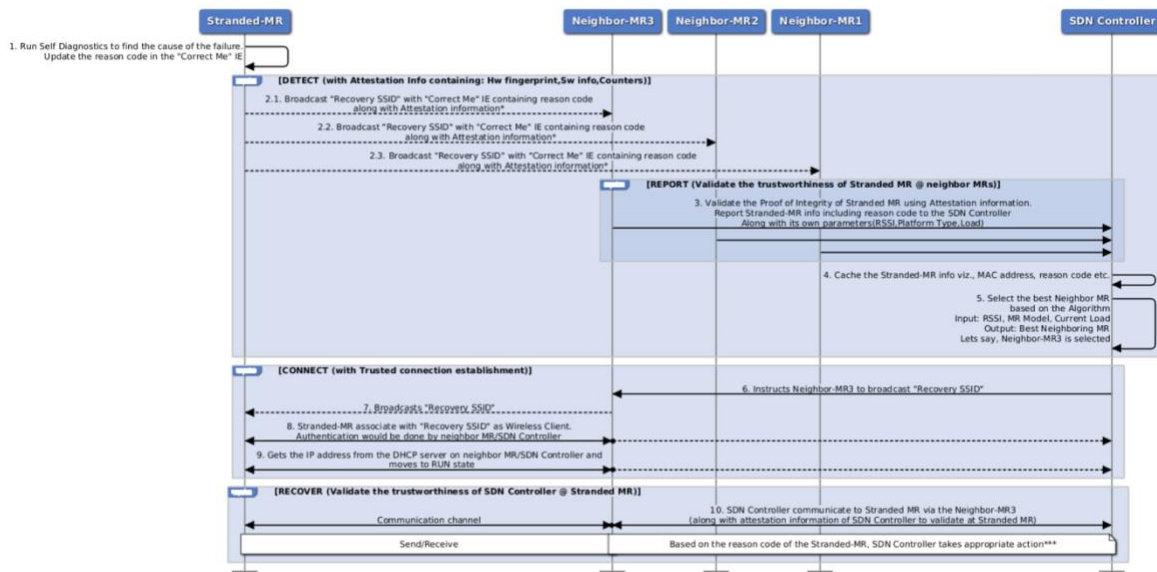 Stranded-MR
Neighbor-MR3
Neighbor-MR2
Neighbor-MR1
SDN Controller
1. Run Self Diagnostics to find the cause of the failure.
Update the reason code in the "Correct Me" IE
[DETECT (with Attestation Info containing: Hw fingerprint,Sw info,Counters)]
2.1. Broadcast "Recovery SSID" with "Correct Me" IE containing reason code
along with Attestation information*
2.2. Broadcast "Recovery SSID" with "Correct Me" IE containing reason code
along with Attestation information*
2.3. Broadcast "Recovery SSID" with "Correct Me" IE containing reason code
along with Attestation information*
[REPORT (Validate the trustworthiness of Stranded MR @ neighbor MRs)]
3. Validate the Proof of Integrity of Stranded MR using Attestation information.
Report Stranded-MR info including reason code to the SDN Controller
Along with its own parameters(RSSI,Platform Type,Load)
4. Cache the Stranded-MR info viz., MAC address, reason code etc.
5. Select the best Neighbor MR
based on the Algorithm
Input: RSSI, MR Model, Current Load
Output: Best Neighboring MR
Lets say, Neighbor-MR3 is selected
[CONNECT (with Trusted connection establishment)]
6. Instructs Neighbor-MR3 to broadcast "Recovery SSID"
7. Broadcasts "Recovery SSID"
8. Stranded-MR associate with "Recovery SSID" as Wireless Client.
Authentication would be done by neighbor MR/SDN Controller
9. Gets the IP address from the DHCP server on neighbor MR/SDN Controller and
moves to RUN state
[RECOVER (Validate the trustworthiness of SDN Controller @ Stranded MR)]
10. SDN Controller communicate to Stranded MR via the Neighbor-MR3
(along with attestation information of SDN Controller to validate at Stranded MR)
Communication channel
Send/Receive
Based on the reason code of the Stranded-MR, SDN Controller takes appropriate action***